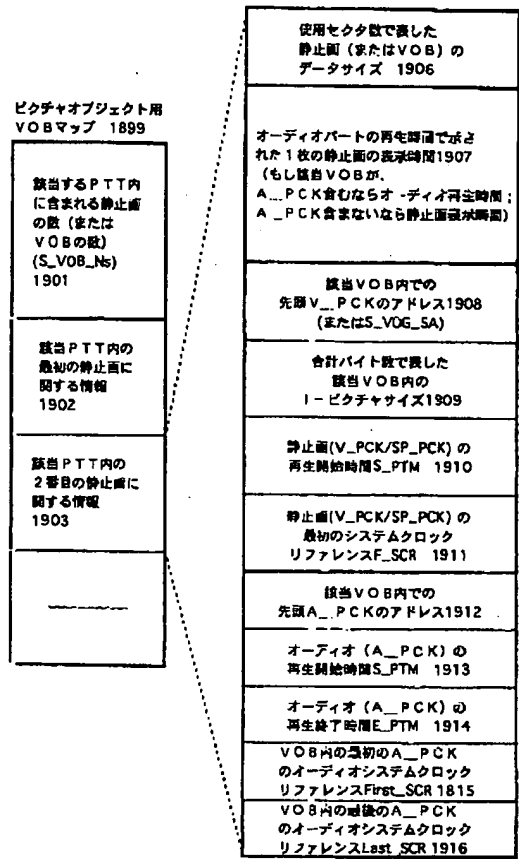 ピクチャオブジェクト用
VOBマップ 1899
該当するPTT内
に含まれる静止画
の数 (または
VOBの数)
(S_VOB_Ns)
1901
該当PTT内の
最初の静止画に
関する情報
1902
該当PTT内の
2番目の静止画に
関する情報
1903
使用セクタ数で表した
静止画 (またはVOB) の
データサイズ 1906
オーディオパートの再生時間で示さ
れた1枚の静止画の表示時間1907
(もし該当VOBが、
A__PCK含むならオーディオ再生時間;
A__PCK含まないなら静止画表示時間)
該当VOB内での
先頭V__PCKのアドレス1908
(またはS_VOG_SA)
合計バイト数で表した
該当VOB内の
I-ピクチャサイズ1909
静止画(V_PCK/SP_PCK) の
再生開始時間S_PTM 1910
静止画(V_PCK/SP_PCK) の
最初のシステムクロック
リファレンスF_SCR 1911
該当VOB内での
先頭A__PCKのアドレス1912
オーディオ (A__PCK) の
再生開始時間S_PTM 1913
オーディオ (A__PCK) の
再生終了時間E_PTM 1914
VOB内の最初のA__PCK
のオーディオシステムクロック
リファレンスFirst_SCR 1815
VOB内の最後のA__PCK
のオーディオシステムクロック
リファレンスLast_SCR 1916